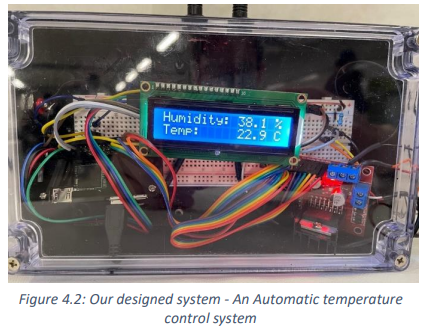 Humidity: 38.1 %
Temp: 22.9 C
Figure 4.2: Our designed system - An Automatic temperature
control system